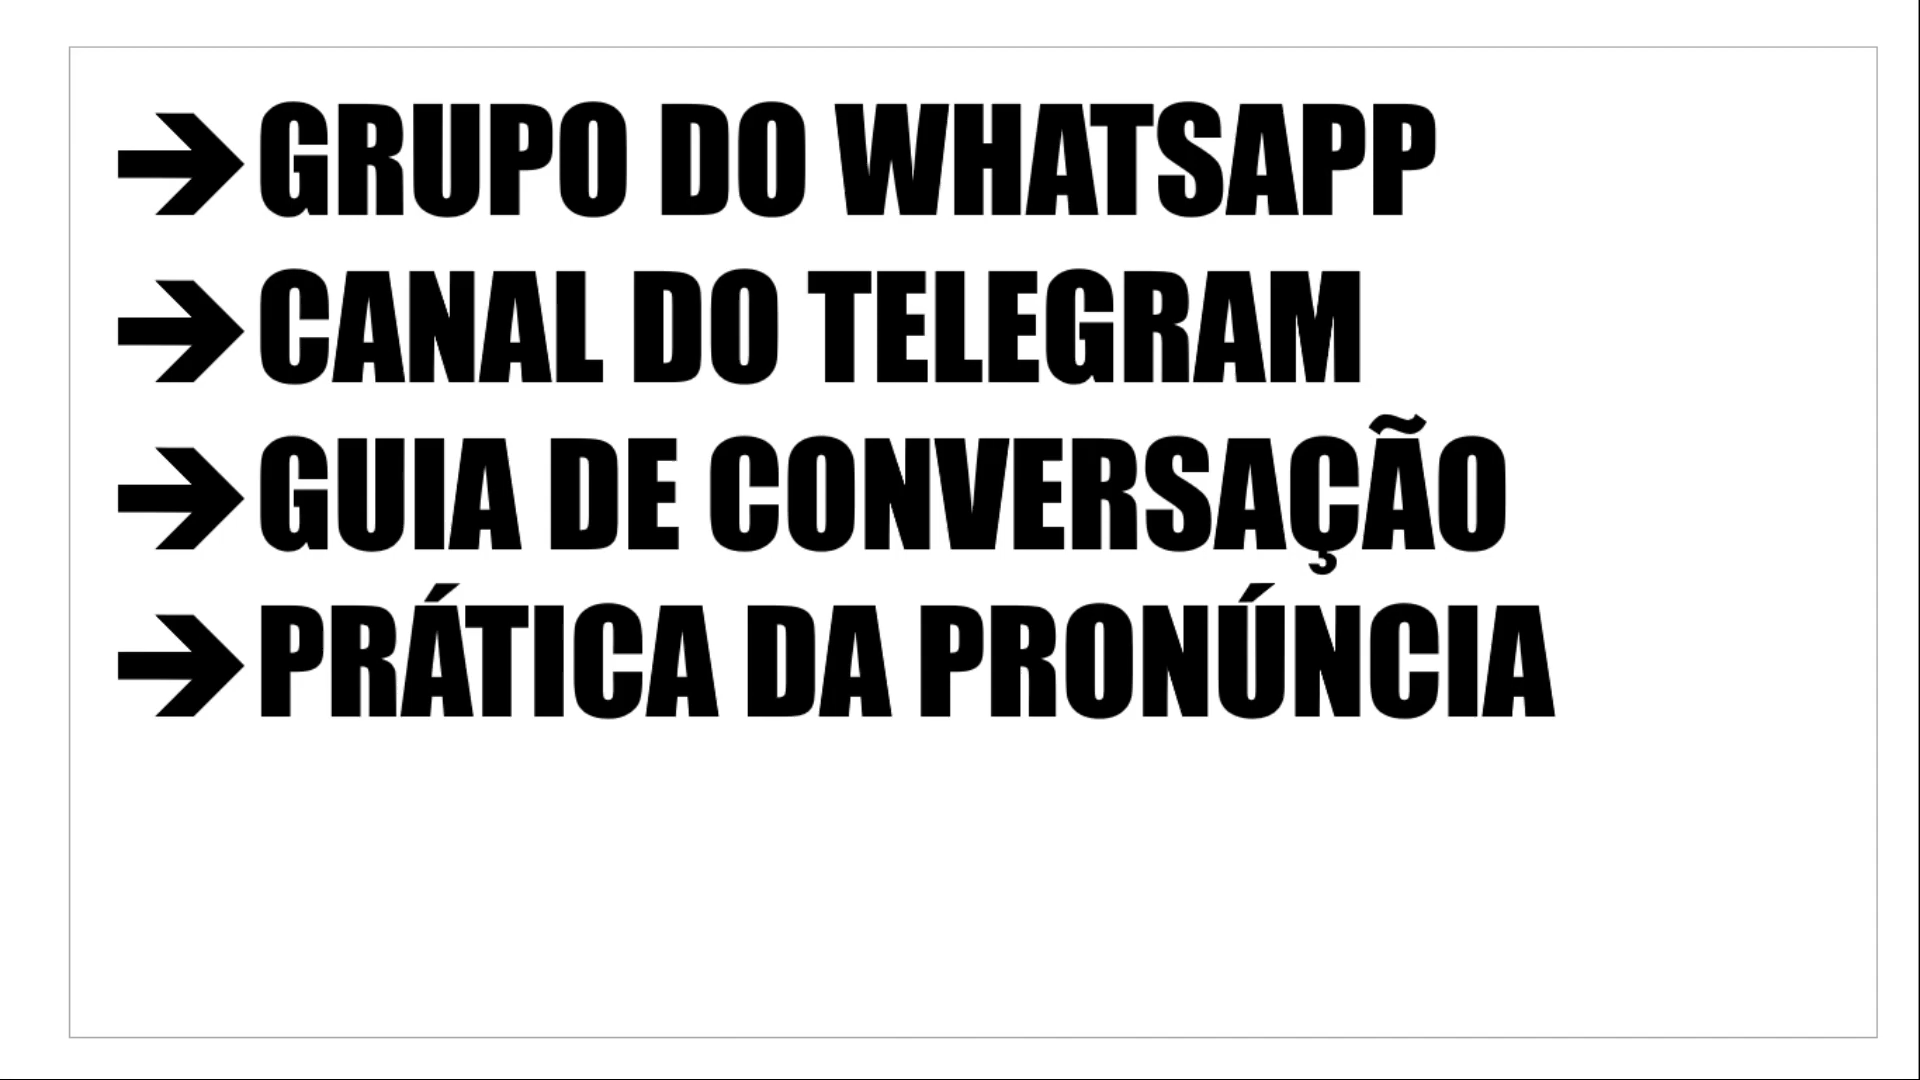 →GRUPO DO WHATSAPP
→CANAL DO TELEGRAM
→GUIA DE CONVERSAÇÃO
→PRÁTICA DA PRONÚNCIA